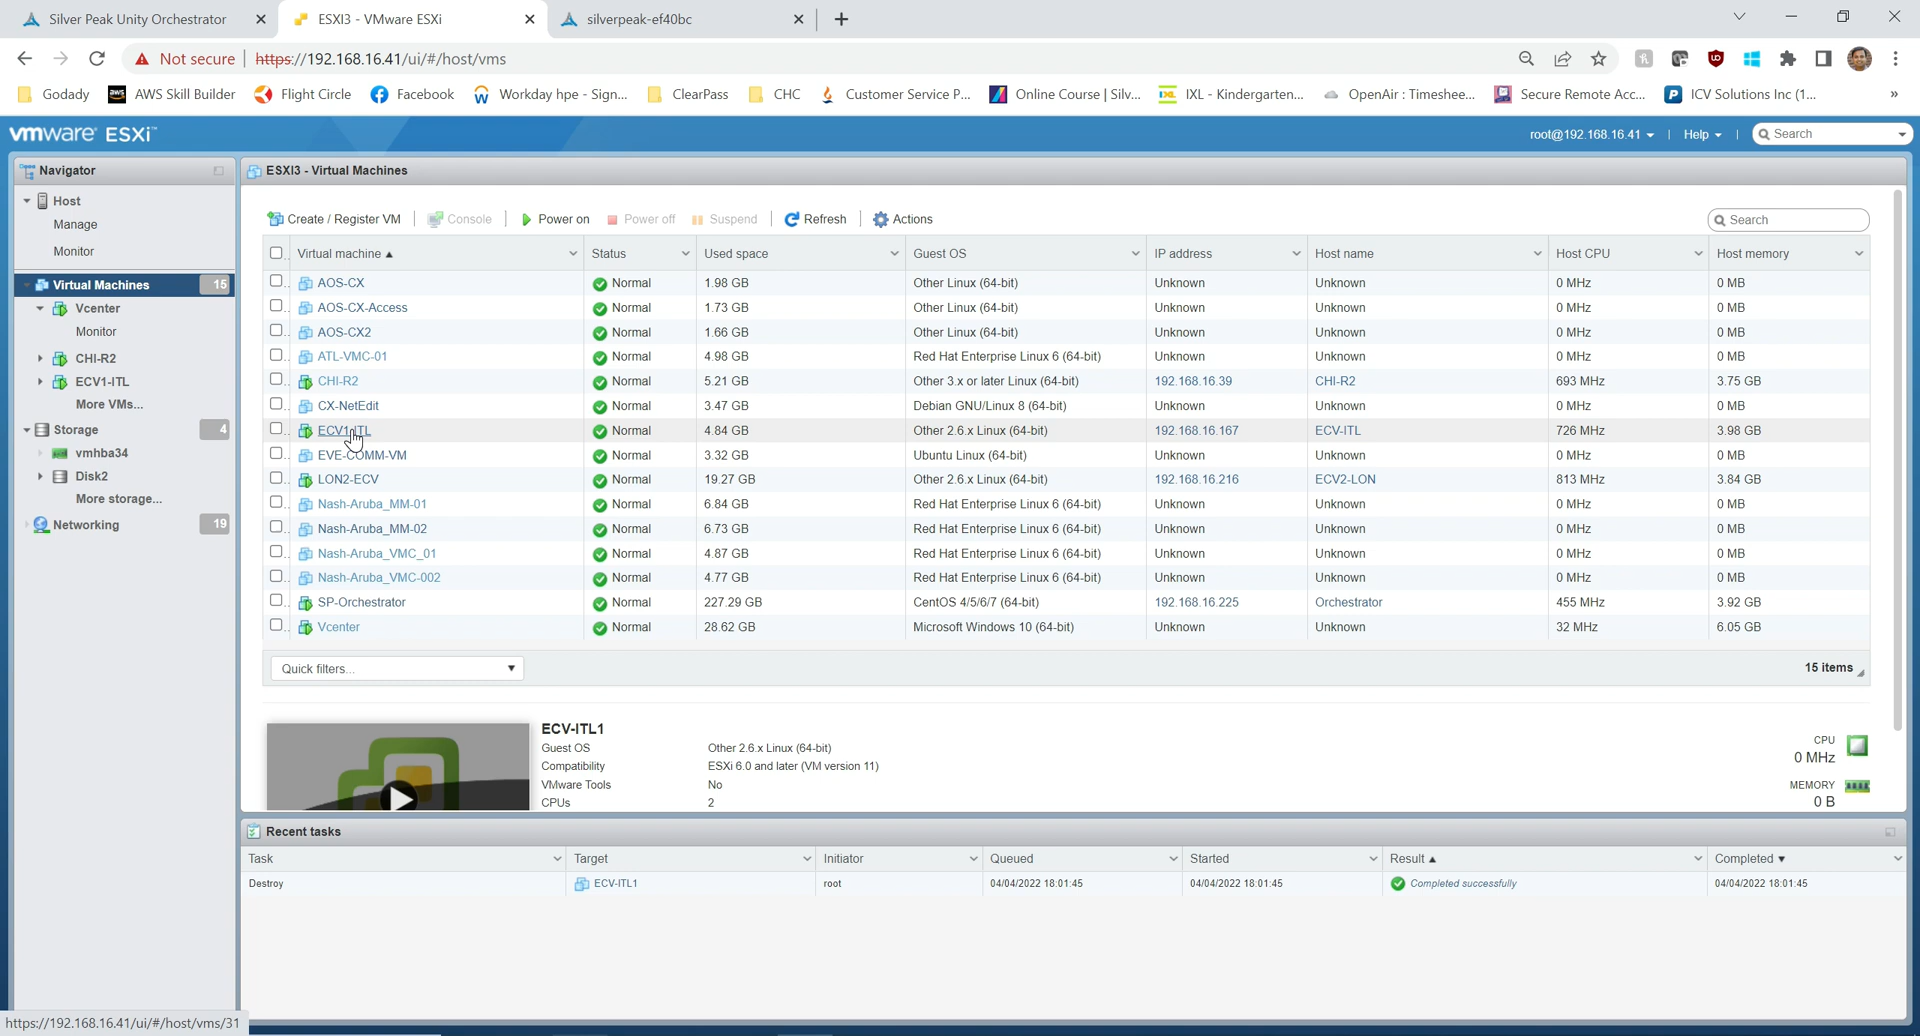 Silver Peak Unity Orchestrator
ESXI3 - VMware ESXi
silverpeak-ef40bc
Not secure
https://192.168.16.41/ui/#/host/vms
Godady AWS Skill Builder Flight Circle Facebook Workday hpe - Sign... ClearPass CHC Customer Service P... Online Course | Silv... IXL - Kindergarten... OpenAir : Timeshee... Secure Remote Acc... ICV Solutions Inc (1... »
vmware ESXi
root@192.168.16.41 | Help | Search
Navigator
Host
Manage
Monitor
Virtual Machines 15
Vcenter
Monitor
CHI-R2
ECV1-ITL
More VMs...
Storage 4
vmhba34
Disk2
More storage...
Networking 19
ESXI3 - Virtual Machines
Create / Register VM | Console | Power on Power off Suspend | Refresh | Actions
Search
Virtual machine Status Used space Guest OS IP address Host name Host CPU Host memory
AOS-CX Normal 1.98 GB Other Linux (64-bit) Unknown Unknown 0 MHz 0 MB
AOS-CX-Access Normal 1.73 GB Other Linux (64-bit) Unknown Unknown 0 MHz 0 MB
AOS-CX2 Normal 1.66 GB Other Linux (64-bit) Unknown Unknown 0 MHz 0 MB
ATL-VMC-01 Normal 4.98 GB Red Hat Enterprise Linux 6 (64-bit) Unknown Unknown 0 MHz 0 MB
CHI-R2 Normal 5.21 GB Other 3.x or later Linux (64-bit) 192.168.16.39 CHI-R2 693 MHz 3.75 GB
CX-NetEdit Normal 3.47 GB Debian GNU/Linux 8 (64-bit) Unknown Unknown 0 MHz 0 MB
ECV1-ITL Normal 4.84 GB Other 2.6.x Linux (64-bit) 192.168.16.167 ECV-ITL 726 MHz 3.98 GB
EVE-COMM-VM Normal 3.32 GB Ubuntu Linux (64-bit) Unknown Unknown 0 MHz 0 MB
LON2-ECV Normal 19.27 GB Other 2.6.x Linux (64-bit) 192.168.16.216 ECV2-LON 813 MHz 3.84 GB
Nash-Aruba_MM-01 Normal 6.84 GB Red Hat Enterprise Linux 6 (64-bit) Unknown Unknown 0 MHz 0 MB
Nash-Aruba_MM-02 Normal 6.73 GB Red Hat Enterprise Linux 6 (64-bit) Unknown Unknown 0 MHz 0 MB
Nash-Aruba_VMC_01 Normal 4.87 GB Red Hat Enterprise Linux 6 (64-bit) Unknown Unknown 0 MHz 0 MB
Nash-Aruba_VMC-002 Normal 4.77 GB Red Hat Enterprise Linux 6 (64-bit) Unknown Unknown 0 MHz 0 MB
SP-Orchestrator Normal 227.29 GB CentOS 4/5/6/7 (64-bit) 192.168.16.225 Orchestrator 455 MHz 3.92 GB
Vcenter Normal 28.62 GB Microsoft Windows 10 (64-bit) Unknown Unknown 32 MHz 6.05 GB
Quick filters...
15 items
ECV-ITL1
Guest OS Other 2.6.x Linux (64-bit)
Compatibility ESXi 6.0 and later (VM version 11)
VMware Tools No
CPUs 2
CPU
0 MHz
MEMORY
0 B
Recent tasks
Task Target Initiator Queued Started Result Completed
Destroy ECV-ITL1 root 04/04/2022 18:01:45 04/04/2022 18:01:45 Completed successfully 04/04/2022 18:01:45
https://192.168.16.41/ui/#/host/vms/31